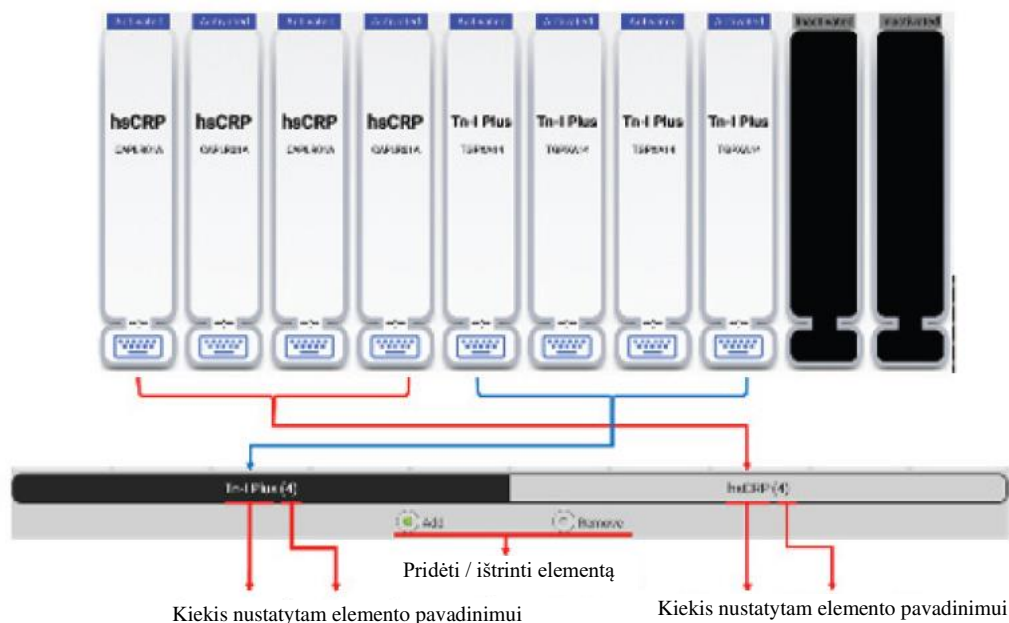 Activated Activated Activated Activated Activated Activated Activated Activated Inactivated Inactivated
hsCRP hsCRP hsCRP hsCRP Tn-I Plus Tn-I Plus Tn-I Plus Tn-I Plus
Tn-I Plus (4) hsCRP (4)
Add Remove
Pridėti / ištrinti elementą
Kiekis nustatytam elemento pavadinimui Kiekis nustatytam elemento pavadinimui